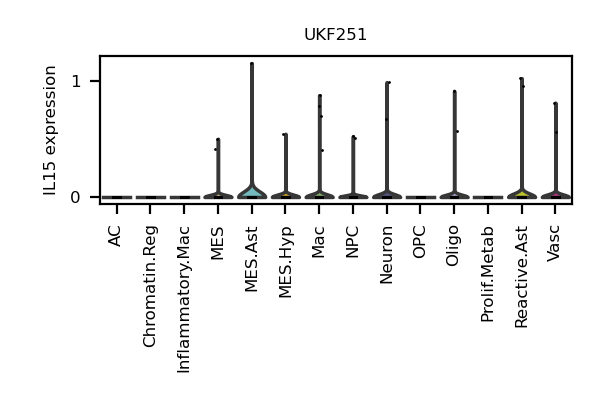 UKF251
IL15 expression
1
0
AC
Chromatin.Reg
Inflammatory.Mac
MES
MES.Ast
MES.Hyp
Mac
NPC
Neuron
OPC
Oligo
Prolif.Metab
Reactive.Ast
Vasc